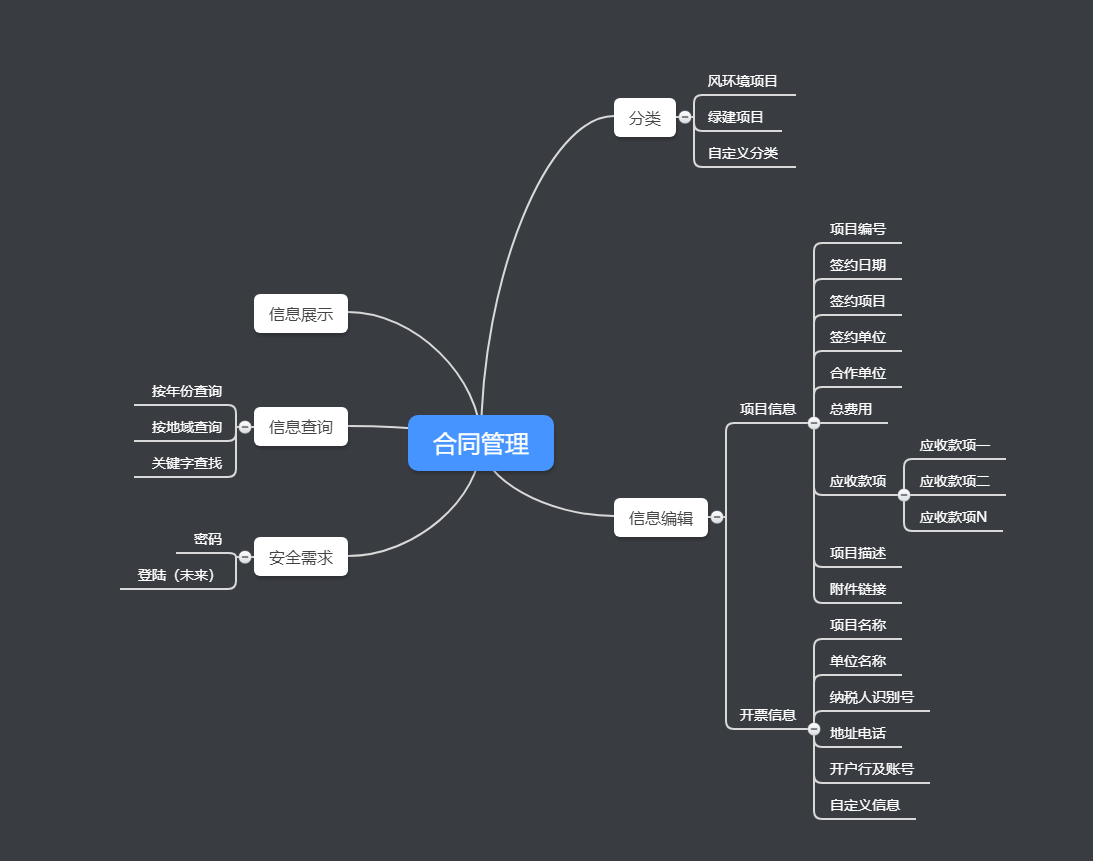 合同管理
分类
风环境项目
绿建项目
自定义分类
信息编辑
项目信息
项目编号
签约日期
签约项目
签约单位
合作单位
总费用
应收款项
应收款项一
应收款项二
应收款项N
项目描述
附件链接
开票信息
项目名称
单位名称
纳税人识别号
地址电话
开户行及账号
自定义信息
信息展示
信息查询
按年份查询
按地域查询
关键字查找
安全需求
密码
登陆（未来）